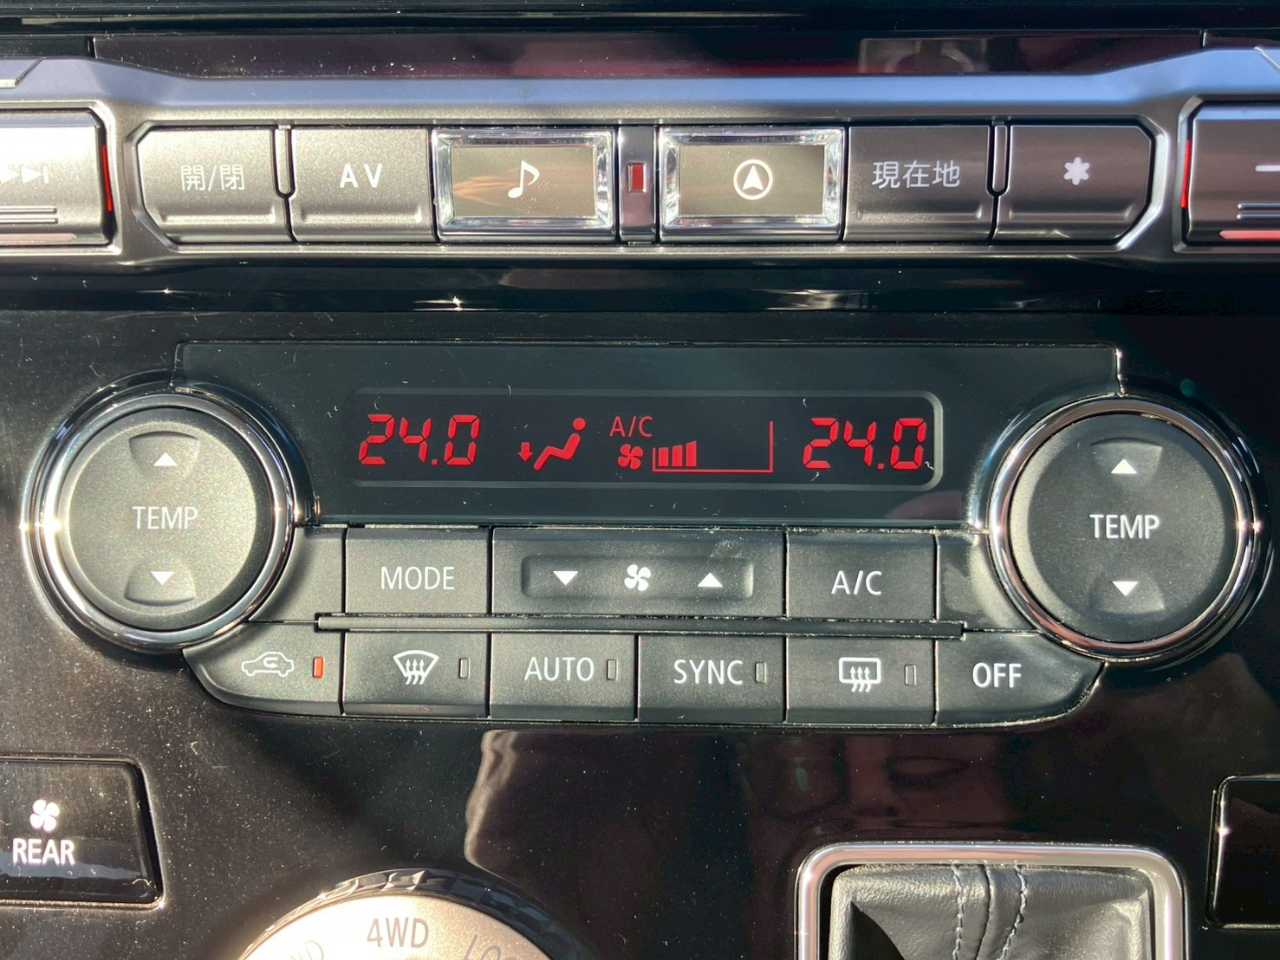 開/閉
AV
現在地
*
24.0
A/C
24.0
TEMP
TEMP
MODE
A/C
AUTO
SYNC
OFF
REAR
4WD